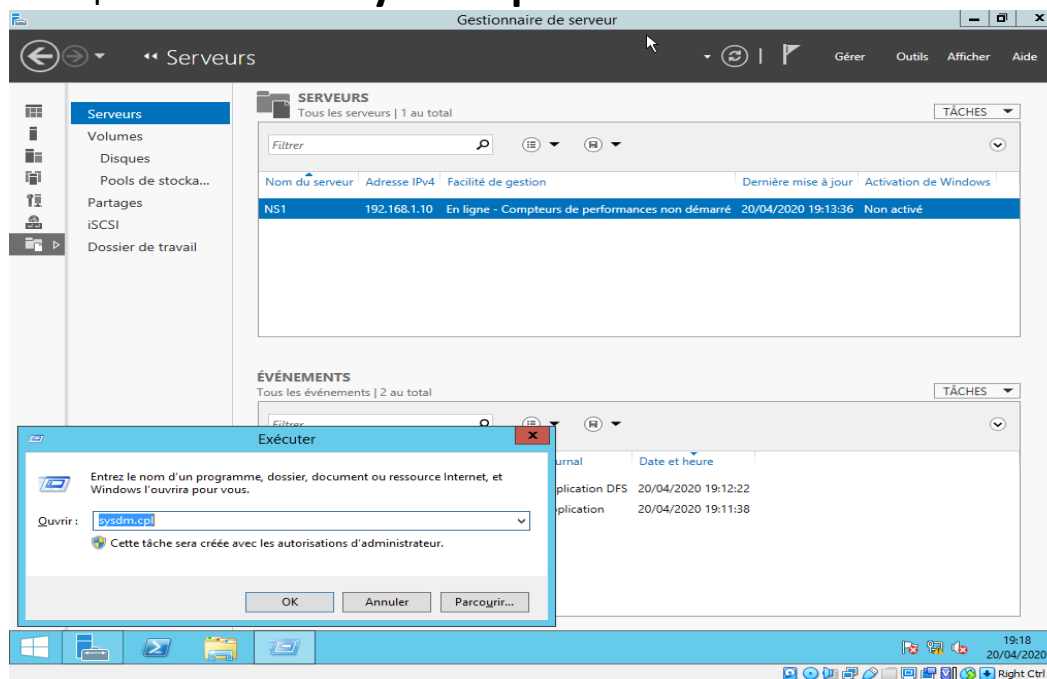 Gestionnaire de serveur
Serveurs
Gérer Outils Afficher Aide
Serveurs
Volumes
Disques
Pools de stocka...
Partages
iSCSI
Dossier de travail
SERVEURS
Tous les serveurs | 1 au total
TÂCHES
Filtrer
Nom du serveur Adresse IPv4 Facilité de gestion Dernière mise à jour Activation de Windows
NS1 192.168.1.10 En ligne - Compteurs de performances non démarré 20/04/2020 19:13:36 Non activé
ÉVÉNEMENTS
Tous les événements | 2 au total
TÂCHES
Filtrer
urnal Date et heure
plication DFS 20/04/2020 19:12:22
plication 20/04/2020 19:11:38
Exécuter
Entrez le nom d'un programme, dossier, document ou ressource Internet, et
Windows l'ouvrira pour vous.
Ouvrir : sysdm.cpl
Cette tâche sera créée avec les autorisations d'administrateur.
OK Annuler Parcourir...
19:18
20/04/2020
Right Ctrl